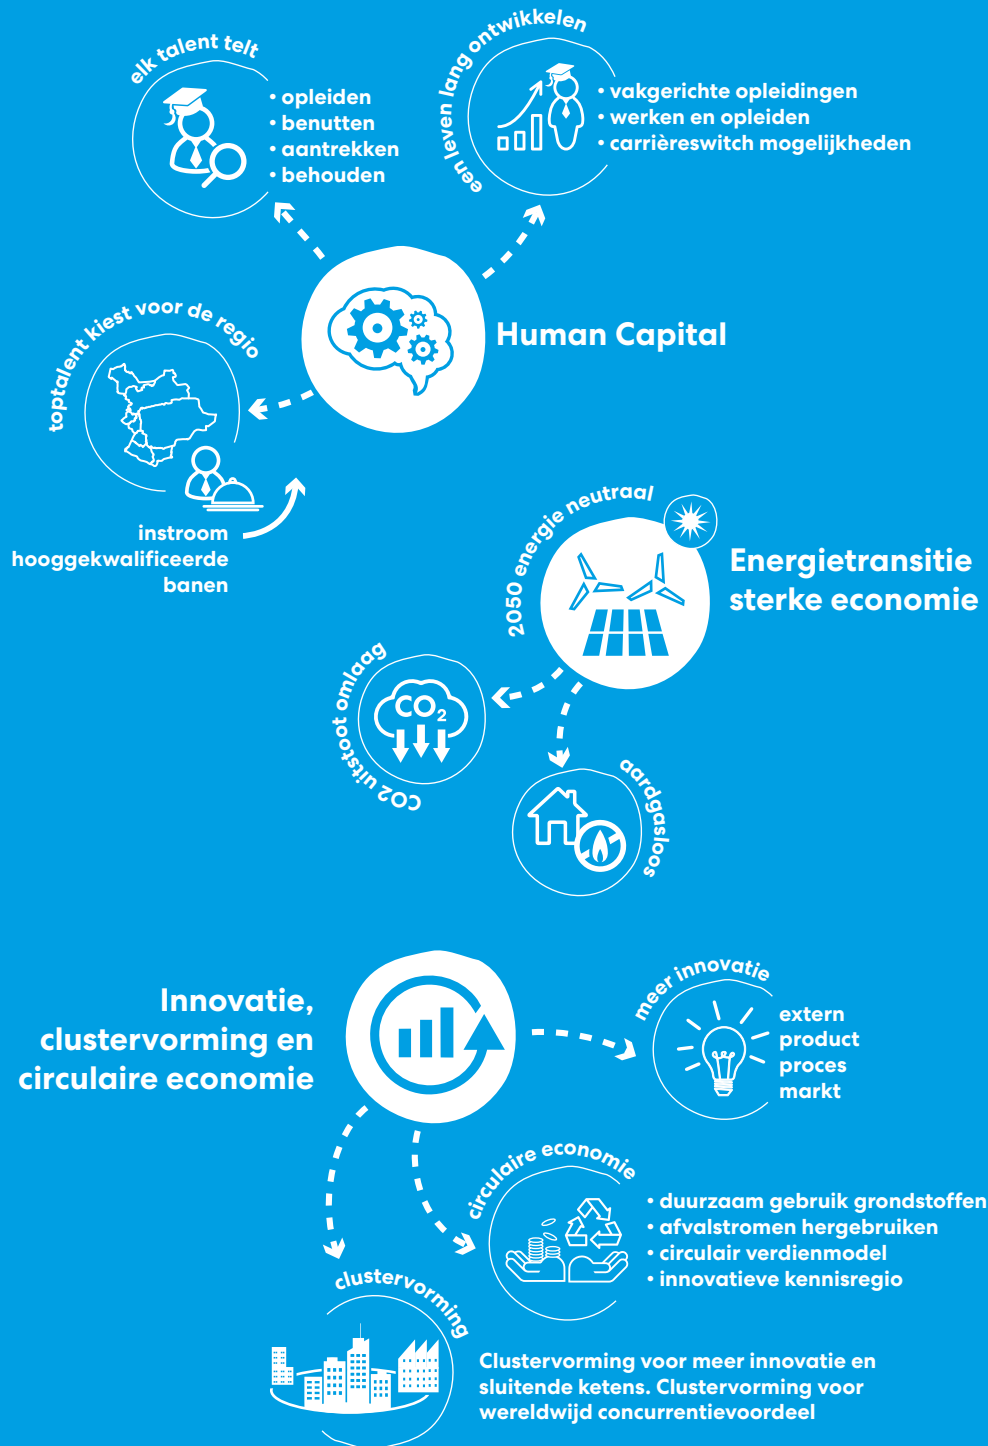 elk talent telt
• opleiden
• benutten
• aantrekken
• behouden
een leven lang ontwikkelen
• vakgerichte opleidingen
• werken en opleiden
• carrièreswitch mogelijkheden
Human Capital
toptalent kiest voor de regio
instroom
hooggekwalificeerde
banen
2050 energie neutraal
Energietransitie
sterke economie
CO2 uitstoot omlaag
CO₂
aardgasloos
Innovatie,
clustervorming en
circulaire economie
meer innovatie
extern
product
proces
markt
circulaire economie
• duurzaam gebruik grondstoffen
• afvalstromen hergebruiken
• circulair verdienmodel
• innovatieve kennisregio
clustervorming
Clustervorming voor meer innovatie en
sluitende ketens. Clustervorming voor
wereldwijd concurrentievoordeel